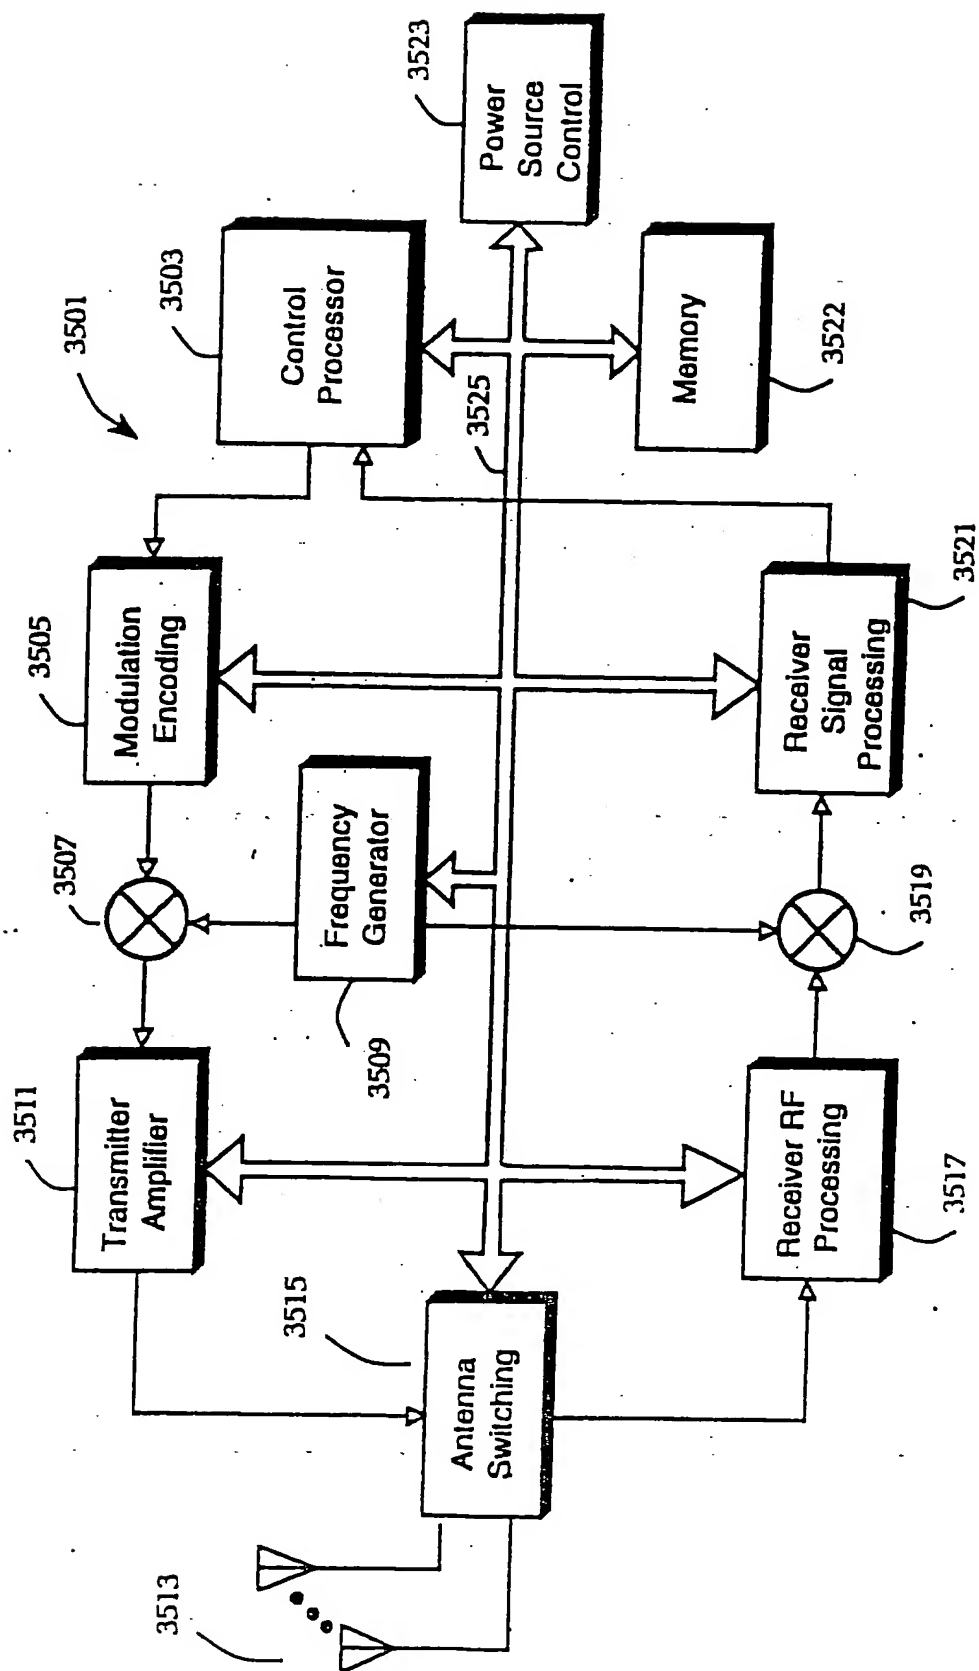 3501
3523
Power
Source
Control
3503
Control
Processor
3525
Memory
3522
3505
Modulation
Encoding
3507
3511
Transmitter
Amplifier
Frequency
Generator
3509
3515
Antenna
Switching
3513
Receiver RF
Processing
3517
3519
Receiver
Signal
Processing
3521